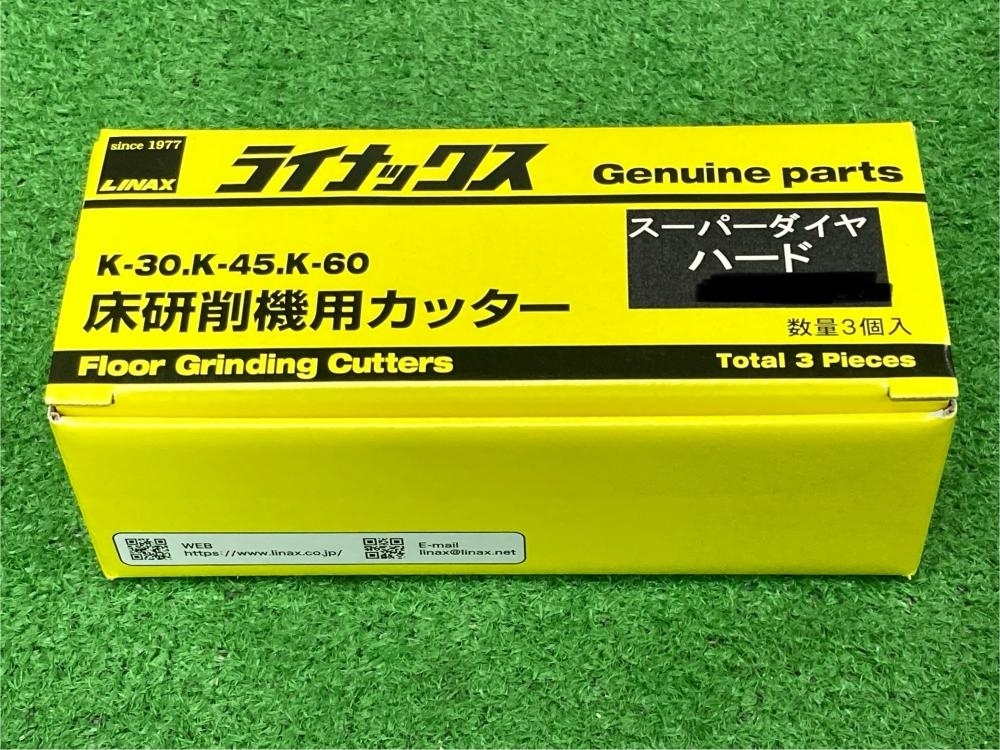 since 1977
LINAX
ライナックス
Genuine parts
K-30.K-45.K-60
床研削機用カッター
スーパーダイヤ
ハード
数量3個入
Floor Grinding Cutters
Total 3 Pieces
WEB
https://www.linax.co.jp/
E-mail
linax@linax.net